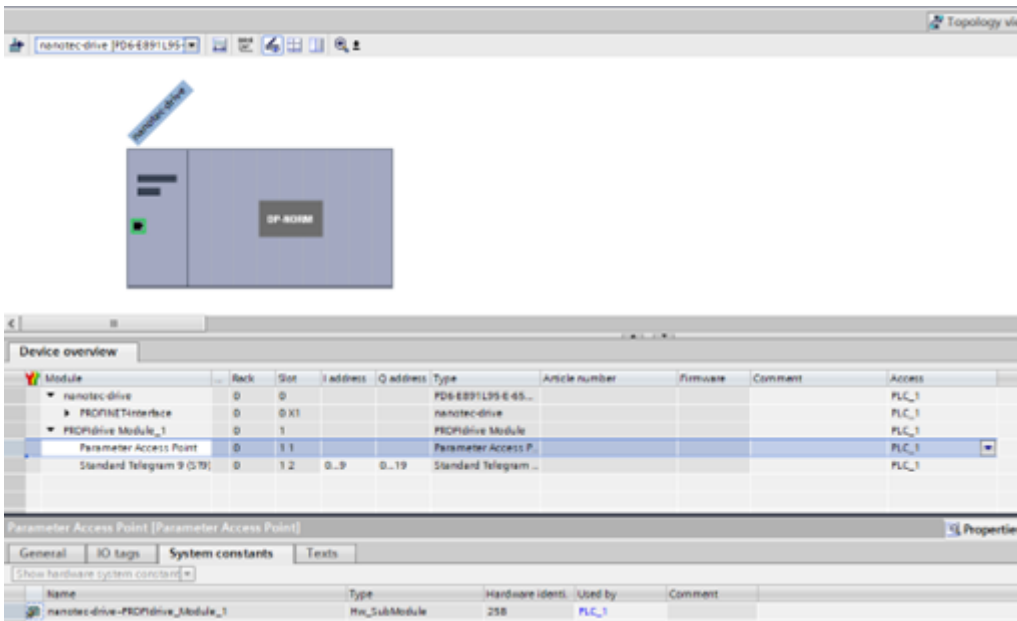 Topology vie
nanotec-drive [PD6-E891L95-
nanotec-drive
DP-NORM
Device overview
Module ... Rack Slot I address Q address Type Article number Firmware Comment Access
nanotec-drive 0 0 PD6-E891L95-E-65... PLC_1
PROFINET-Interface 0 0 X1 nanotec-drive PLC_1
PROFIdrive Module_1 0 1 PROFIdrive Module PLC_1
Parameter Access Point 0 1 1 Parameter Access P... PLC_1
Standard Telegram 9 (ST9) 0 1 2 0...9 0...19 Standard Telegram ... PLC_1
Parameter Access Point [Parameter Access Point]
Propertie
General IO tags System constants Texts
Show hardware system constant
Name Type Hardware identi.. Used by Comment
nanotec-drive~PROFIdrive_Module_1 Hw_SubModule 258 PLC_1